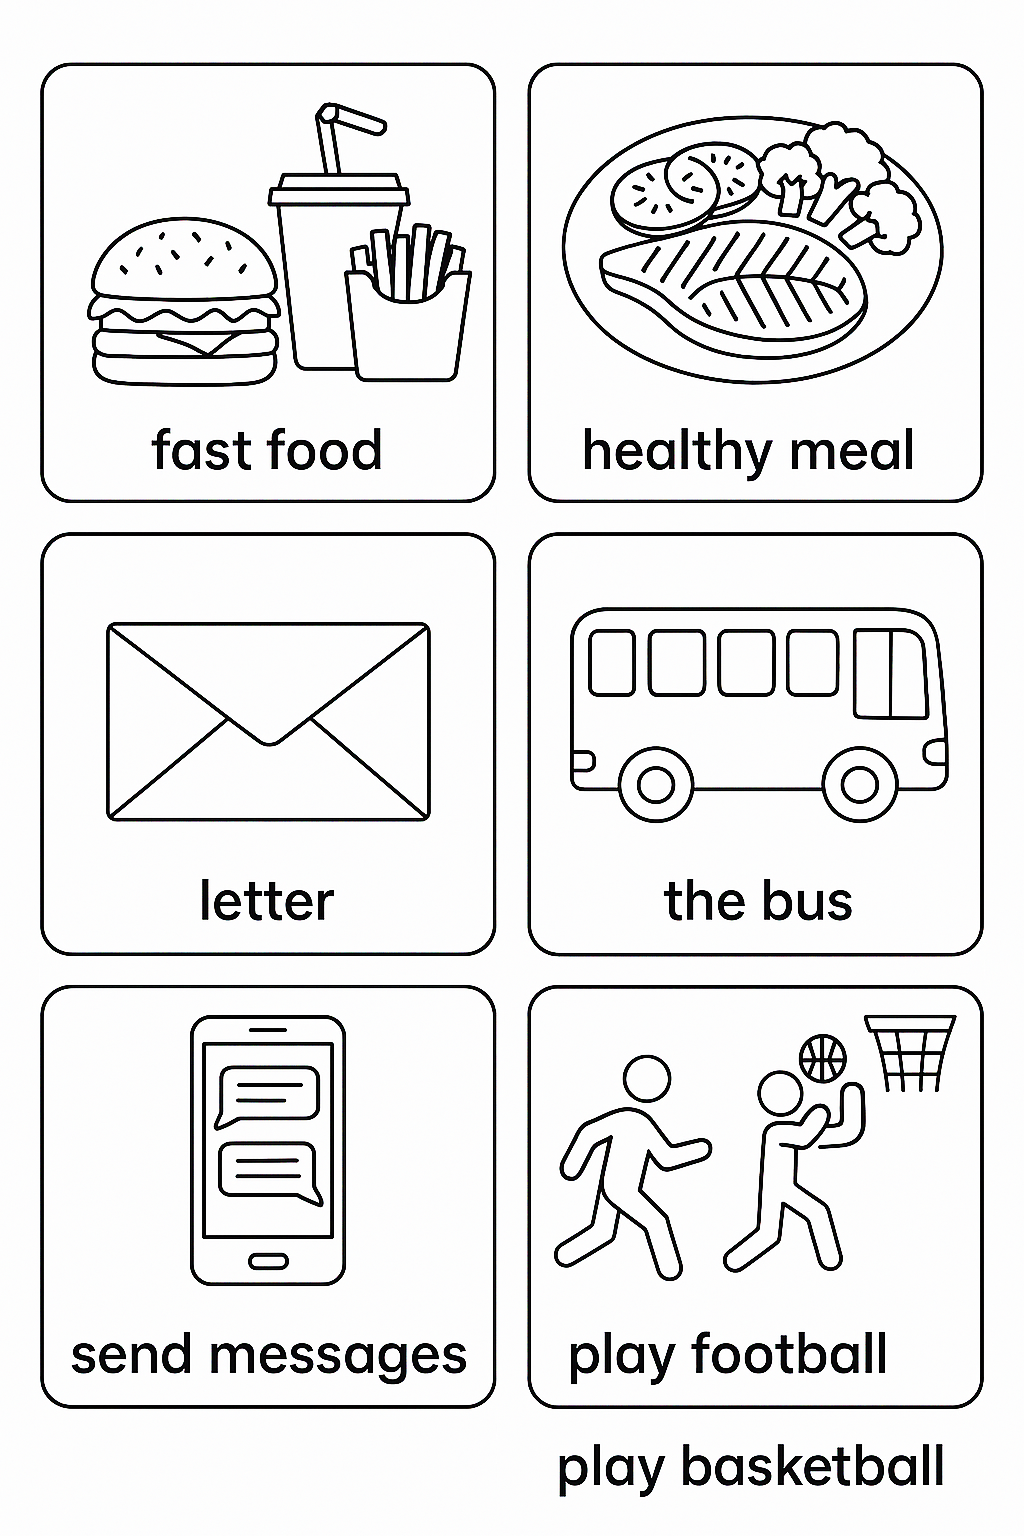 fast food
healthy meal
letter
the bus
send messages
play football
play basketball